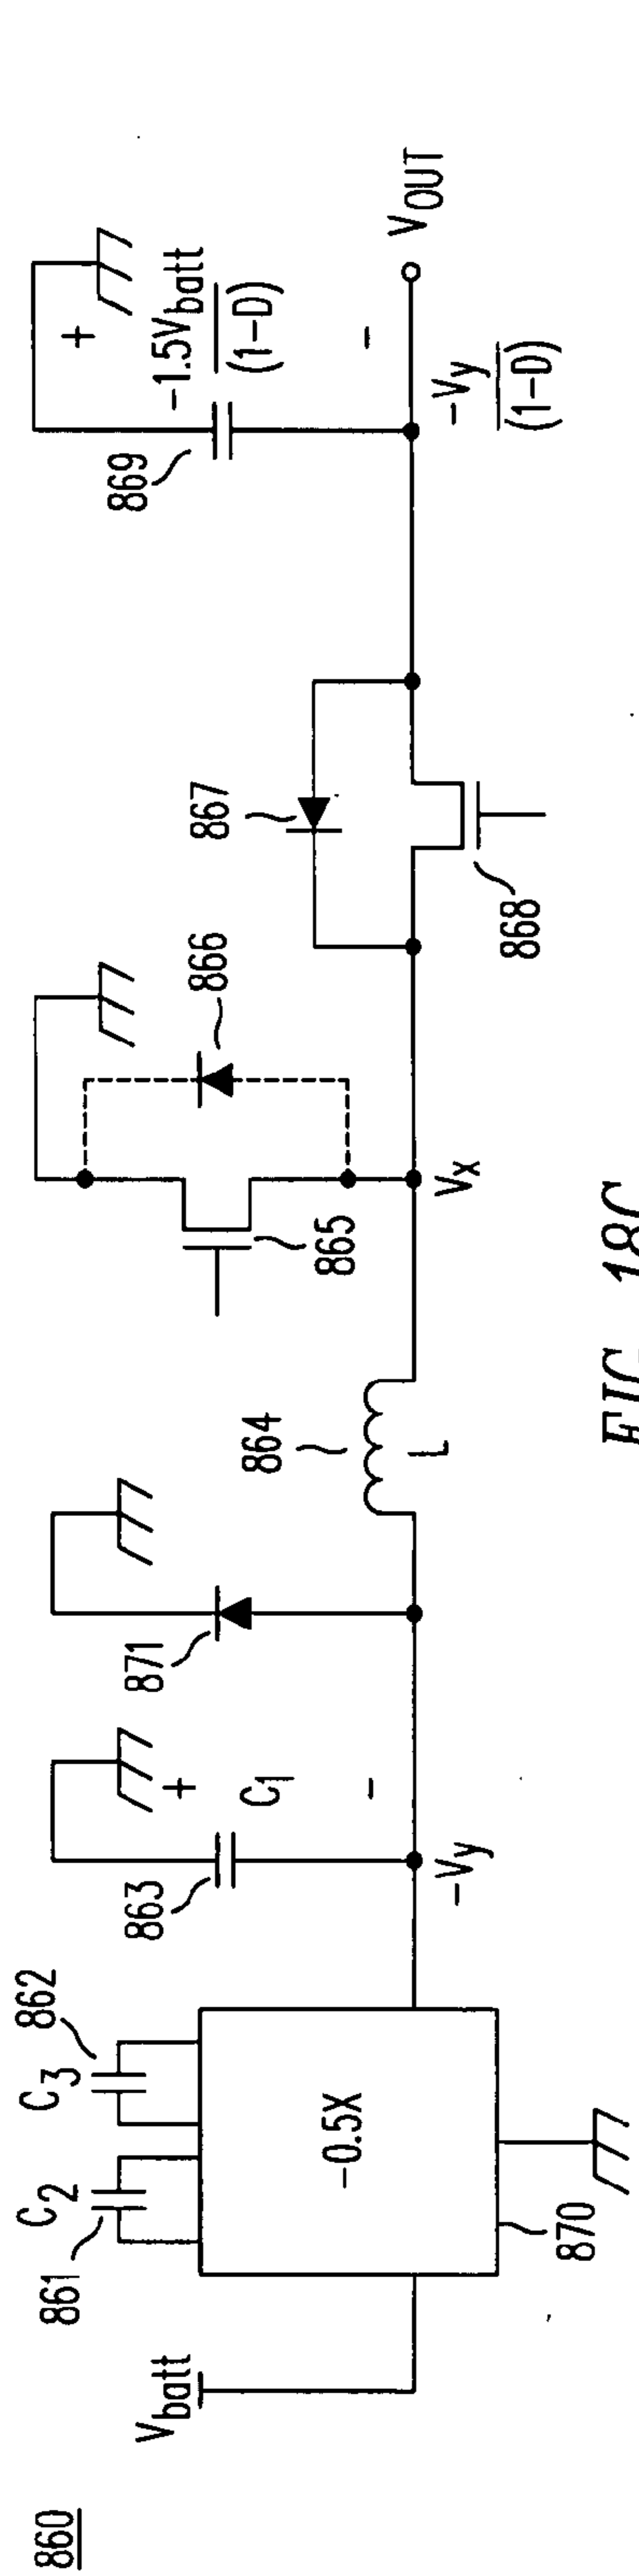 860
V_batt
C_2
861
C_3
862
-0.5X
870
863
C_1
+
-
-V_y
871
864
L
865
866
V_x
867
868
869
+
-1.5V_batt
(1-D)
-
-V_y
(1-D)
V_OUT
FIG. 18C